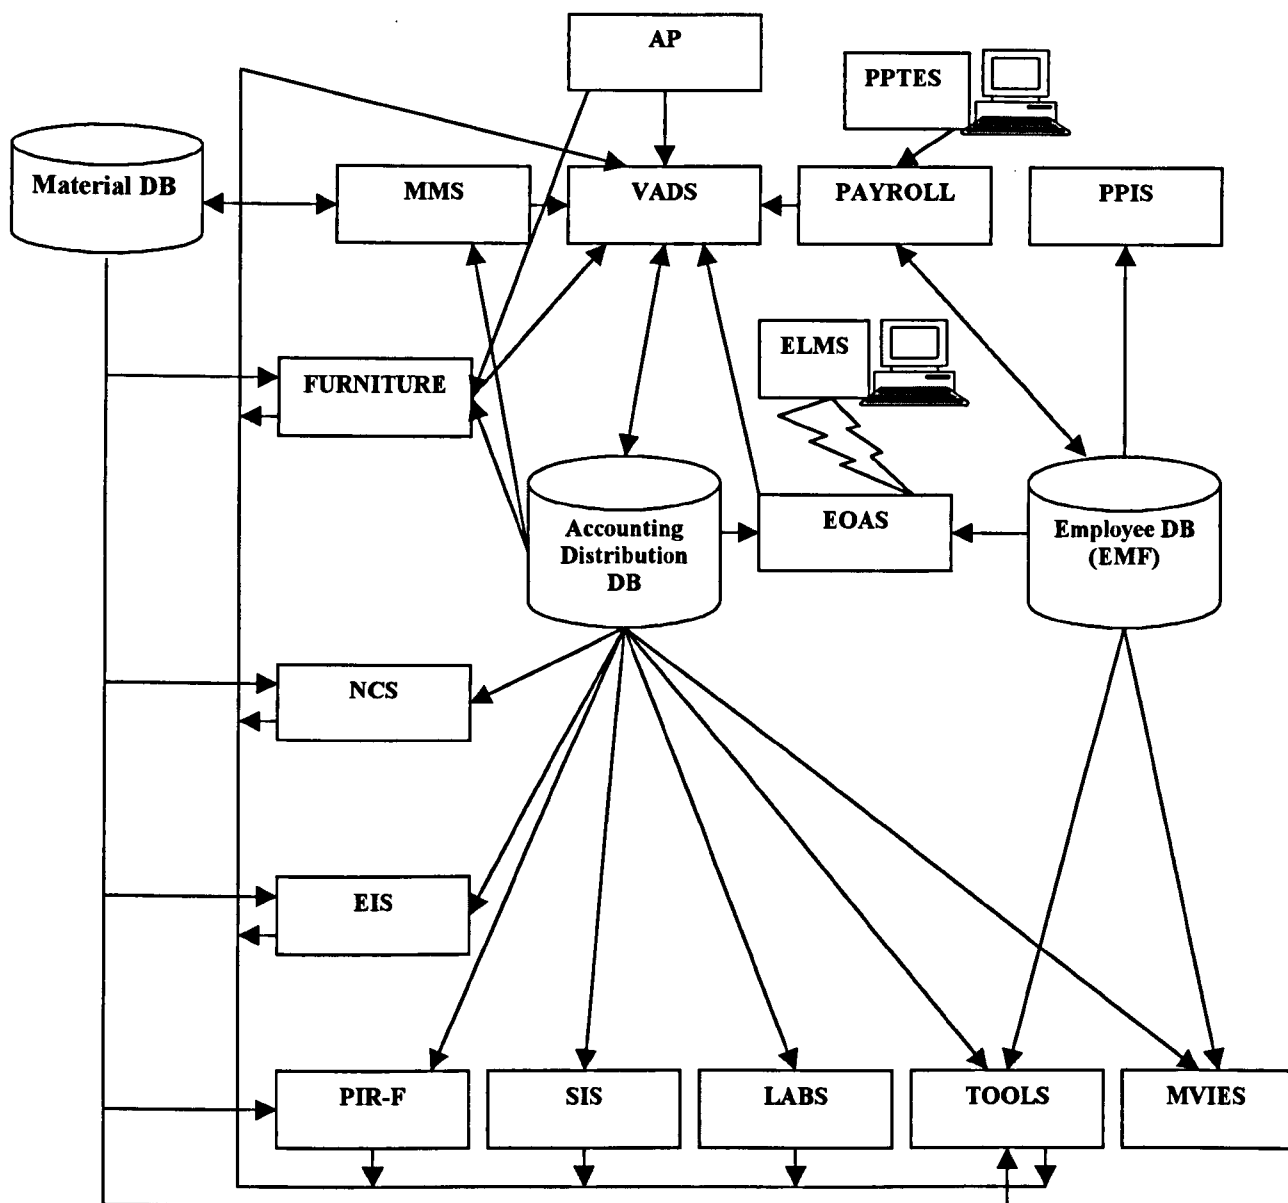 AP
PPTES
Material DB
MMS
VADS
PAYROLL
PPIS
ELMS
FURNITURE
EOAS
Accounting
Distribution
DB
Employee DB
(EMF)
NCS
EIS
PIR-F
SIS
LABS
TOOLS
MVIES